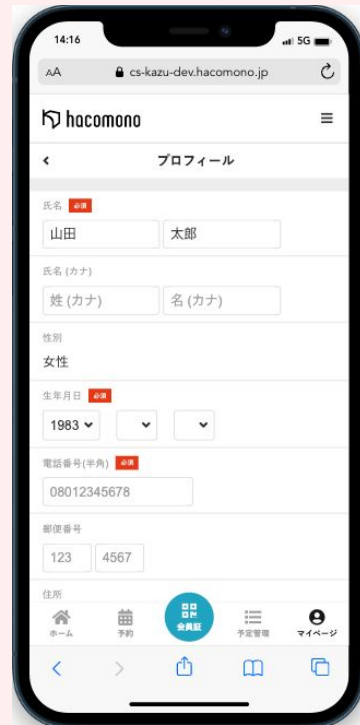 14:16
5G
AA cs-kazu-dev.hacomono.jp
hacomono
プロフィール
氏名 必須
山田 太郎
氏名 (カナ)
姓 (カナ) 名 (カナ)
性別
女性
生年月日 必須
1983
電話番号(半角) 必須
08012345678
郵便番号
123 4567
住所
ホーム 予約 会員証 予定管理 マイページ